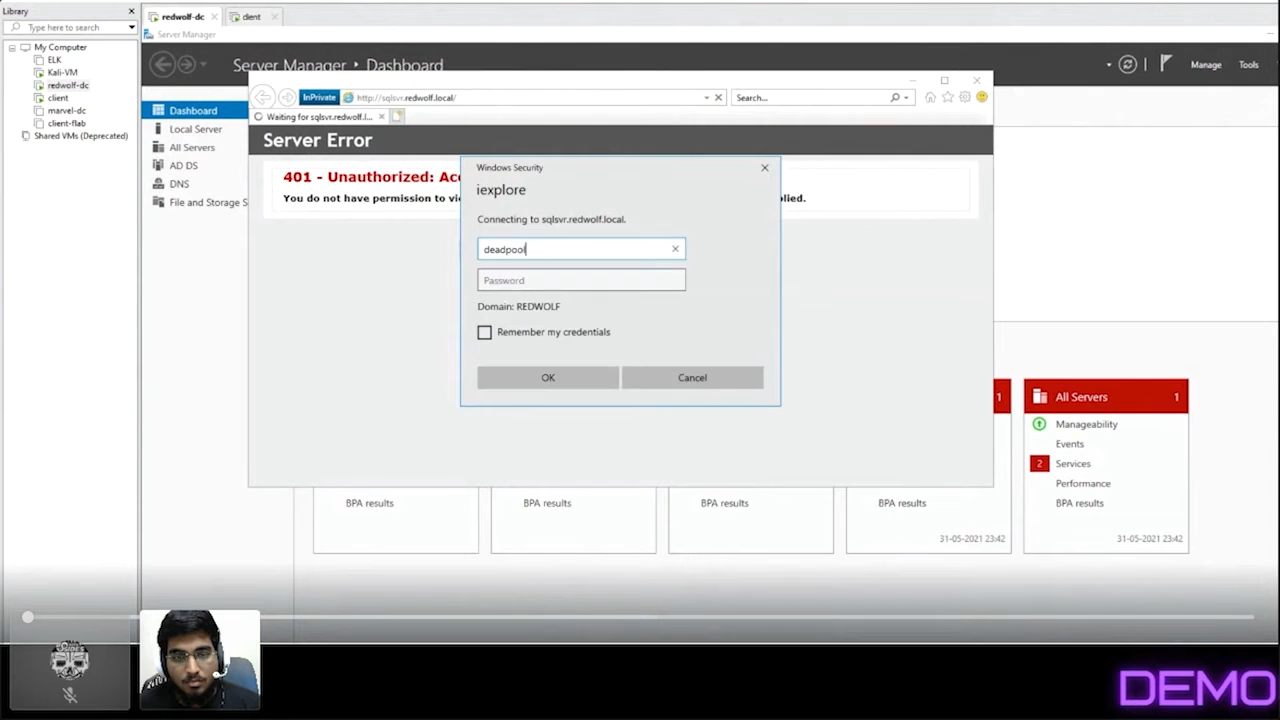 Library
Type here to search
My Computer
ELK
Kali-VM
redwolf-dc
client
marvel-dc
client-flab
Shared VMs (Deprecated)
redwolf-dc
client
Server Manager
Server Manager
Dashboard
Manage
Tools
Dashboard
Local Server
All Servers
AD DS
DNS
File and Storage S
InPrivate
http://sqlsvr.redwolf.local/
Search...
Waiting for sqlsvr.redwolf.l...
Server Error
401 - Unauthorized: Acc
You do not have permission to vi
plied.
Windows Security
iexplore
Connecting to sqlsvr.redwolf.local.
deadpool
Password
Domain: REDWOLF
Remember my credentials
OK
Cancel
1
All Servers 1
Manageability
Events
2 Services
Performance
BPA results
BPA results
BPA results
BPA results
BPA results
31-05-2021 23:42
31-05-2021 23:42
DEMO